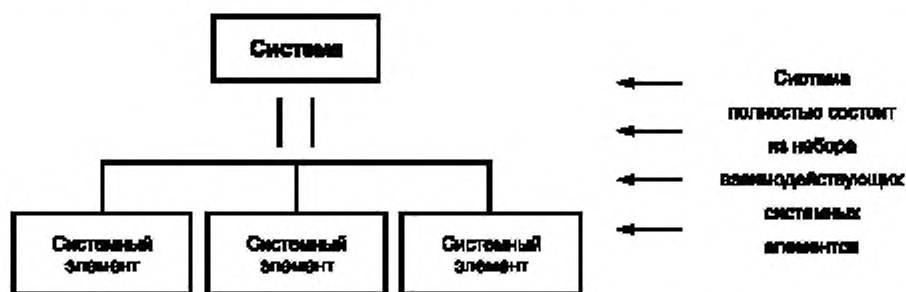 Система
Система
полностью состоит
из набора
взаимодействующих
системных
элементов
Системный
элемент
Системный
элемент
Системный
элемент